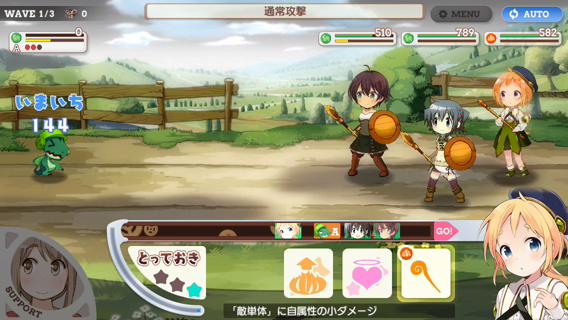 WAVE 1/3
0
通常攻撃
MENU
AUTO
0
A
510
789
582
いまいち
144
GO!
とっておき
SUPPORT
「敵単体」に自属性の小ダメージ